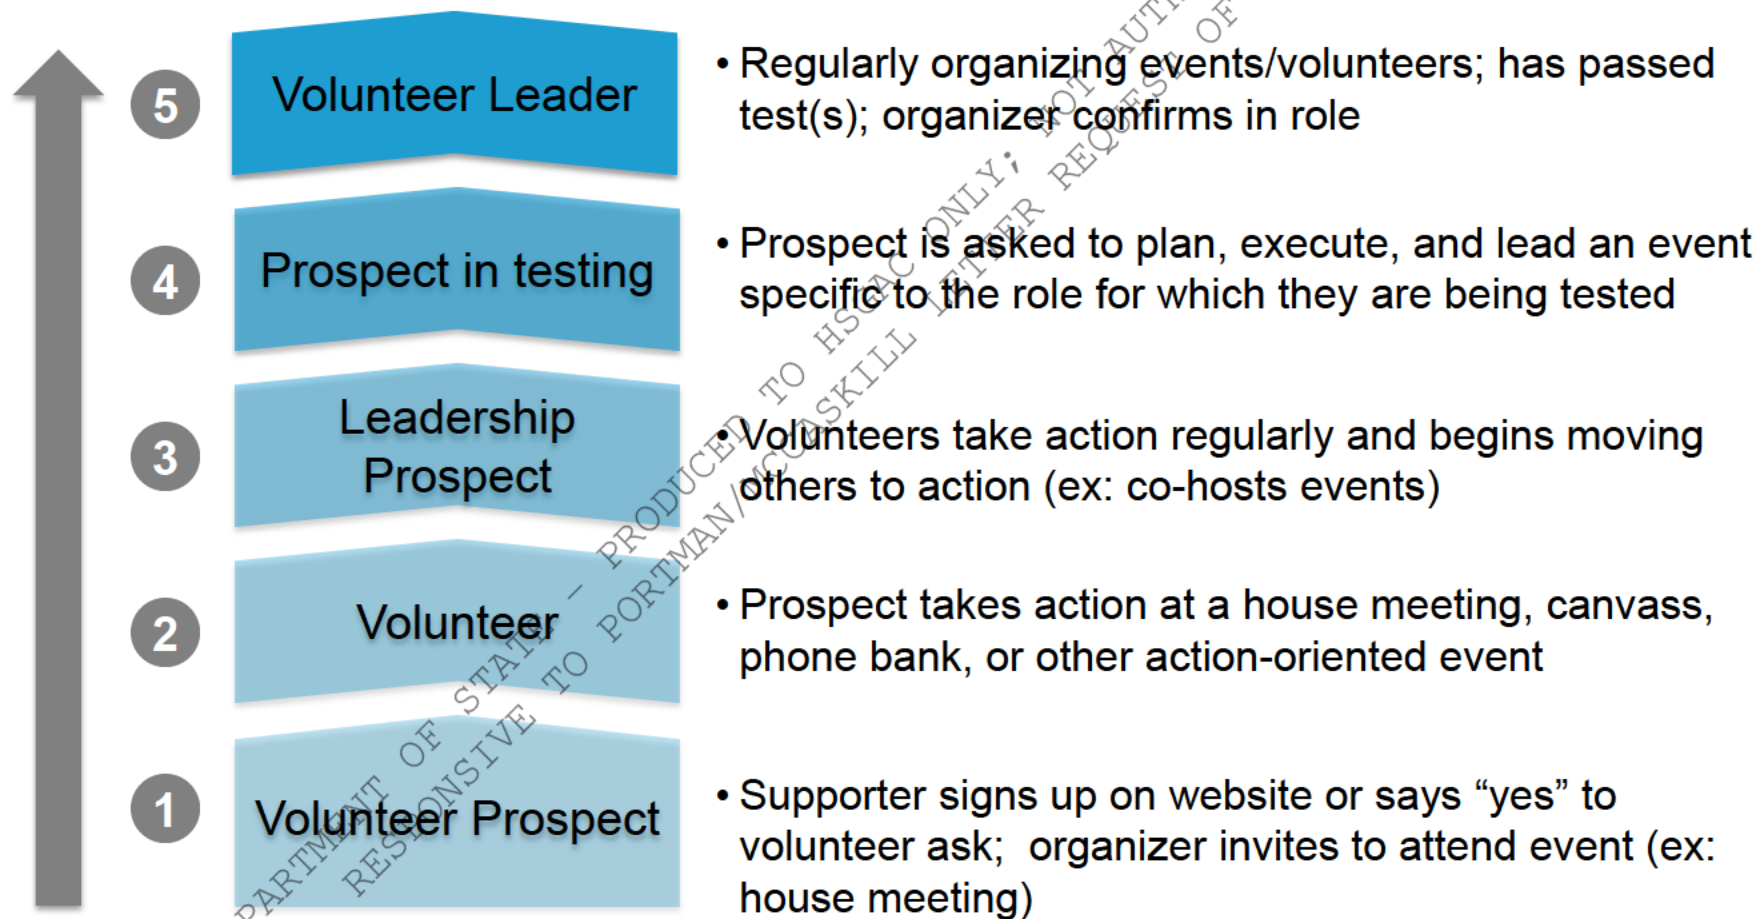 5
Volunteer Leader
• Regularly organizing events/volunteers; has passed
test(s); organizer confirms in role
4
Prospect in testing
• Prospect is asked to plan, execute, and lead an event
specific to the role for which they are being tested
3
Leadership
Prospect
• Volunteers take action regularly and begins moving
others to action (ex: co-hosts events)
2
Volunteer
• Prospect takes action at a house meeting, canvass,
phone bank, or other action-oriented event
1
Volunteer Prospect
• Supporter signs up on website or says “yes” to
volunteer ask; organizer invites to attend event (ex:
house meeting)
PARTMENT OF STATE - PRODUCED TO HSGAC ONLY; NOT AUTH
RESPONSIVE TO PORTMAN/MCCASKILL LETTER REQUEST OF